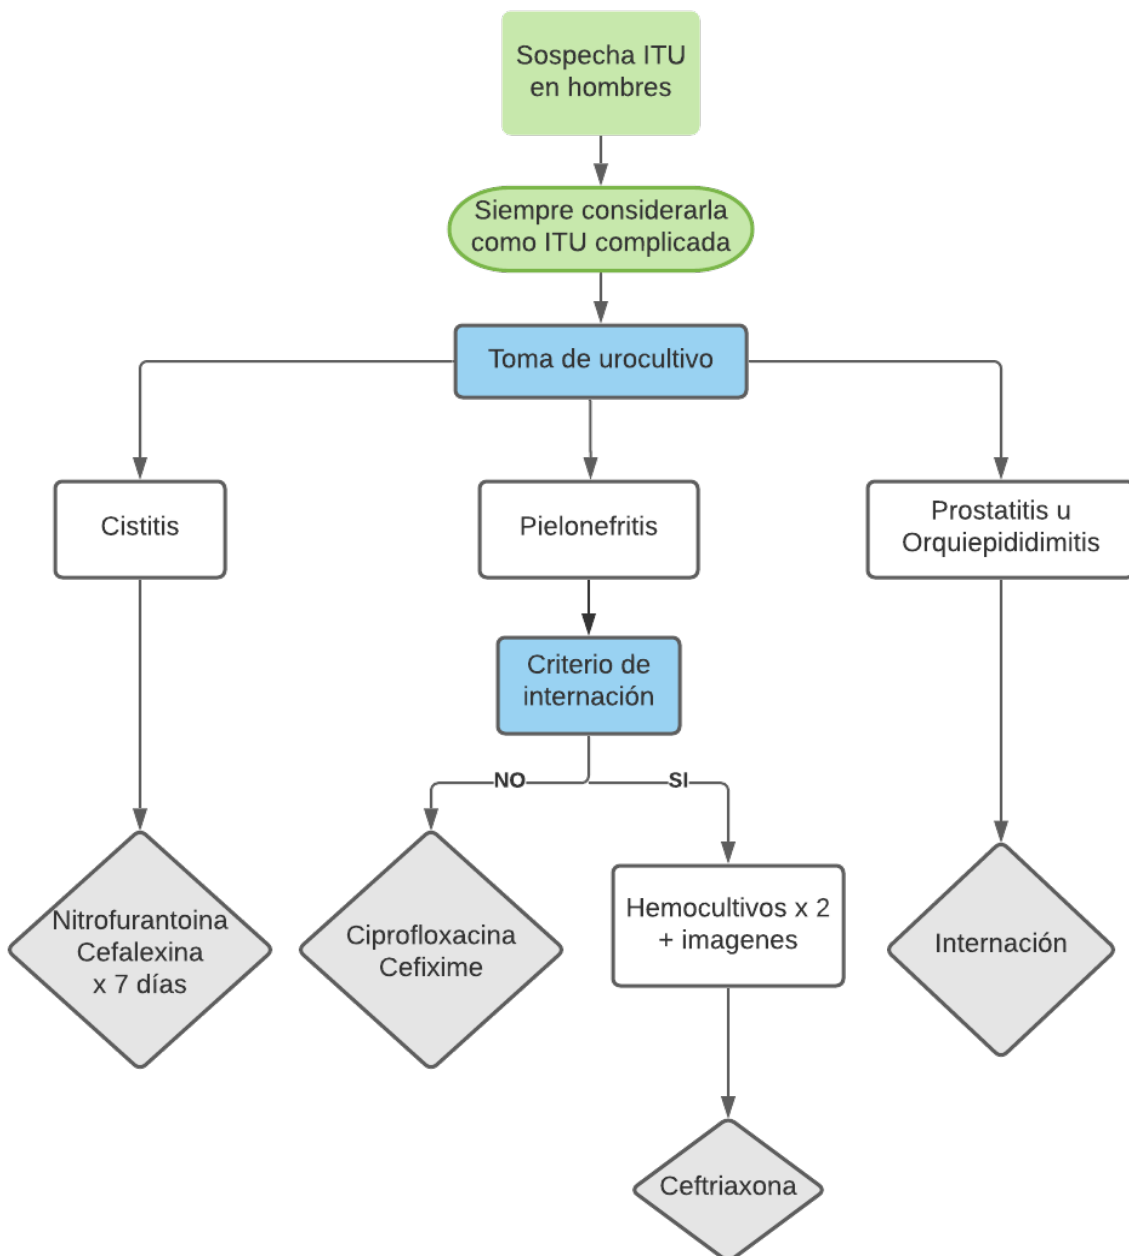 Sospecha ITU
en hombres
Siempre considerarla
como ITU complicada
Toma de urocultivo
Cistitis
Pielonefritis
Prostatitis u
Orquiepididimitis
Criterio de
internación
NO
SI
Nitrofurantoina
Cefalexina
x 7 días
Ciprofloxacina
Cefixime
Hemocultivos x 2
+ imagenes
Internación
Ceftriaxona